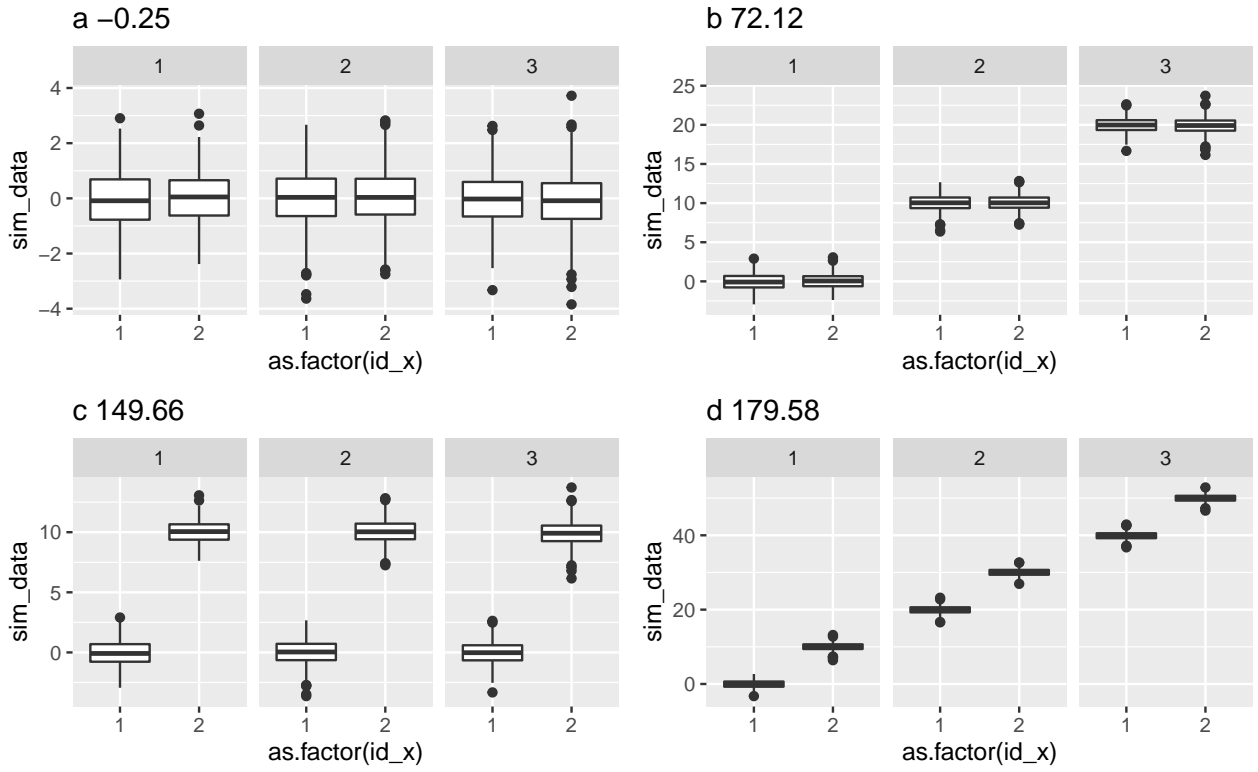 a −0.25
1 2 3
4
2
0
−2
−4
sim_data
1 2 1 2 1 2
as.factor(id_x)
b 72.12
1 2 3
25
20
15
10
5
0
sim_data
1 2 1 2 1 2
as.factor(id_x)
c 149.66
1 2 3
10
5
0
sim_data
1 2 1 2 1 2
as.factor(id_x)
d 179.58
1 2 3
40
20
0
sim_data
1 2 1 2 1 2
as.factor(id_x)